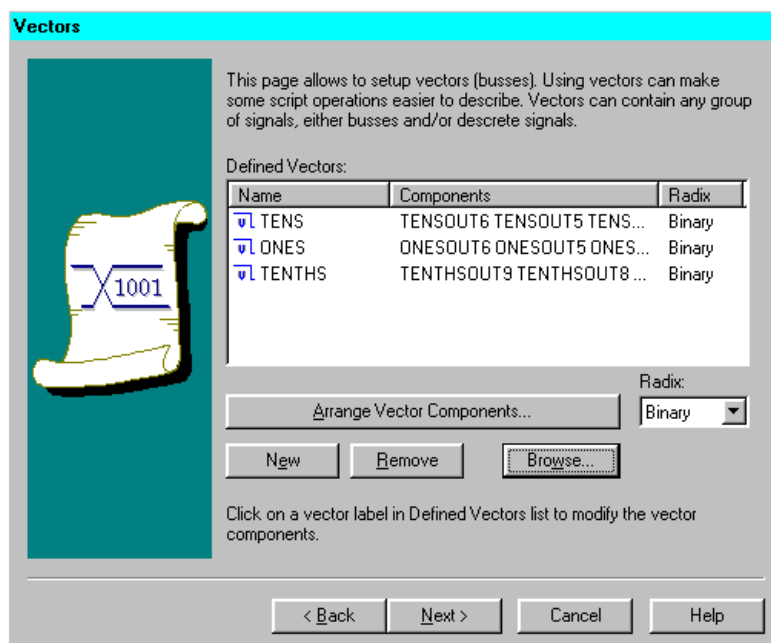 Vectors
This page allows to setup vectors (busses). Using vectors can make
some script operations easier to describe. Vectors can contain any group
of signals, either busses and/or descrete signals.
Defined Vectors:
Name Components Radix
TENS TENSOUT6 TENSOUT5 TENS... Binary
ONES ONESOUT6 ONESOUT5 ONES... Binary
TENTHS TENTHSOUT9 TENTHSOUT8 ... Binary
1001
Radix:
Arrange Vector Components... Binary
New Remove Browse...
Click on a vector label in Defined Vectors list to modify the vector
components.
< Back Next > Cancel Help